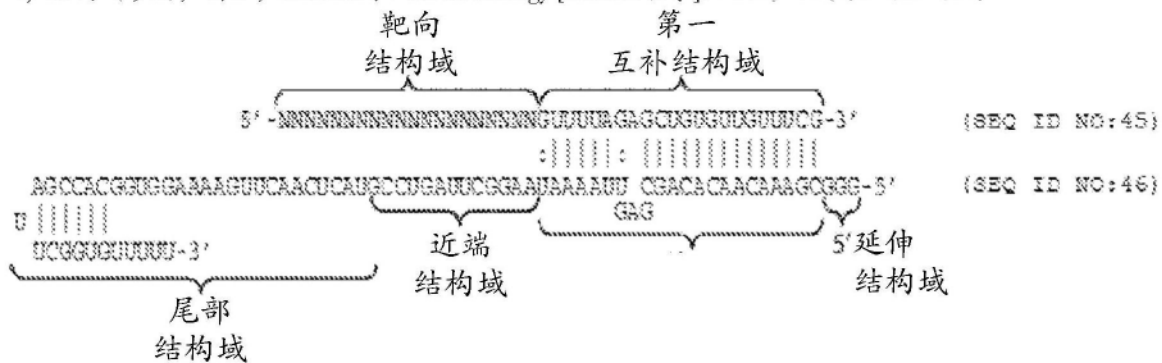 靶向
结构域
第一
互补结构域
5'-NNNNNNNNNNNNNNNNNNNNGUUUUAGAGCUGUGUUGUUUCG-3' (SEQ ID NO:45)
AGCCACGGUGGAAAAGUUCAACUCAUGCCUGAUUCGGAAUAAAAUU CGACACAACAAAGCGGG-5' (SEQ ID NO:46)
GAG
U
UCGGUGUUUUU-3'
近端
结构域
5'延伸
结构域
尾部
结构域